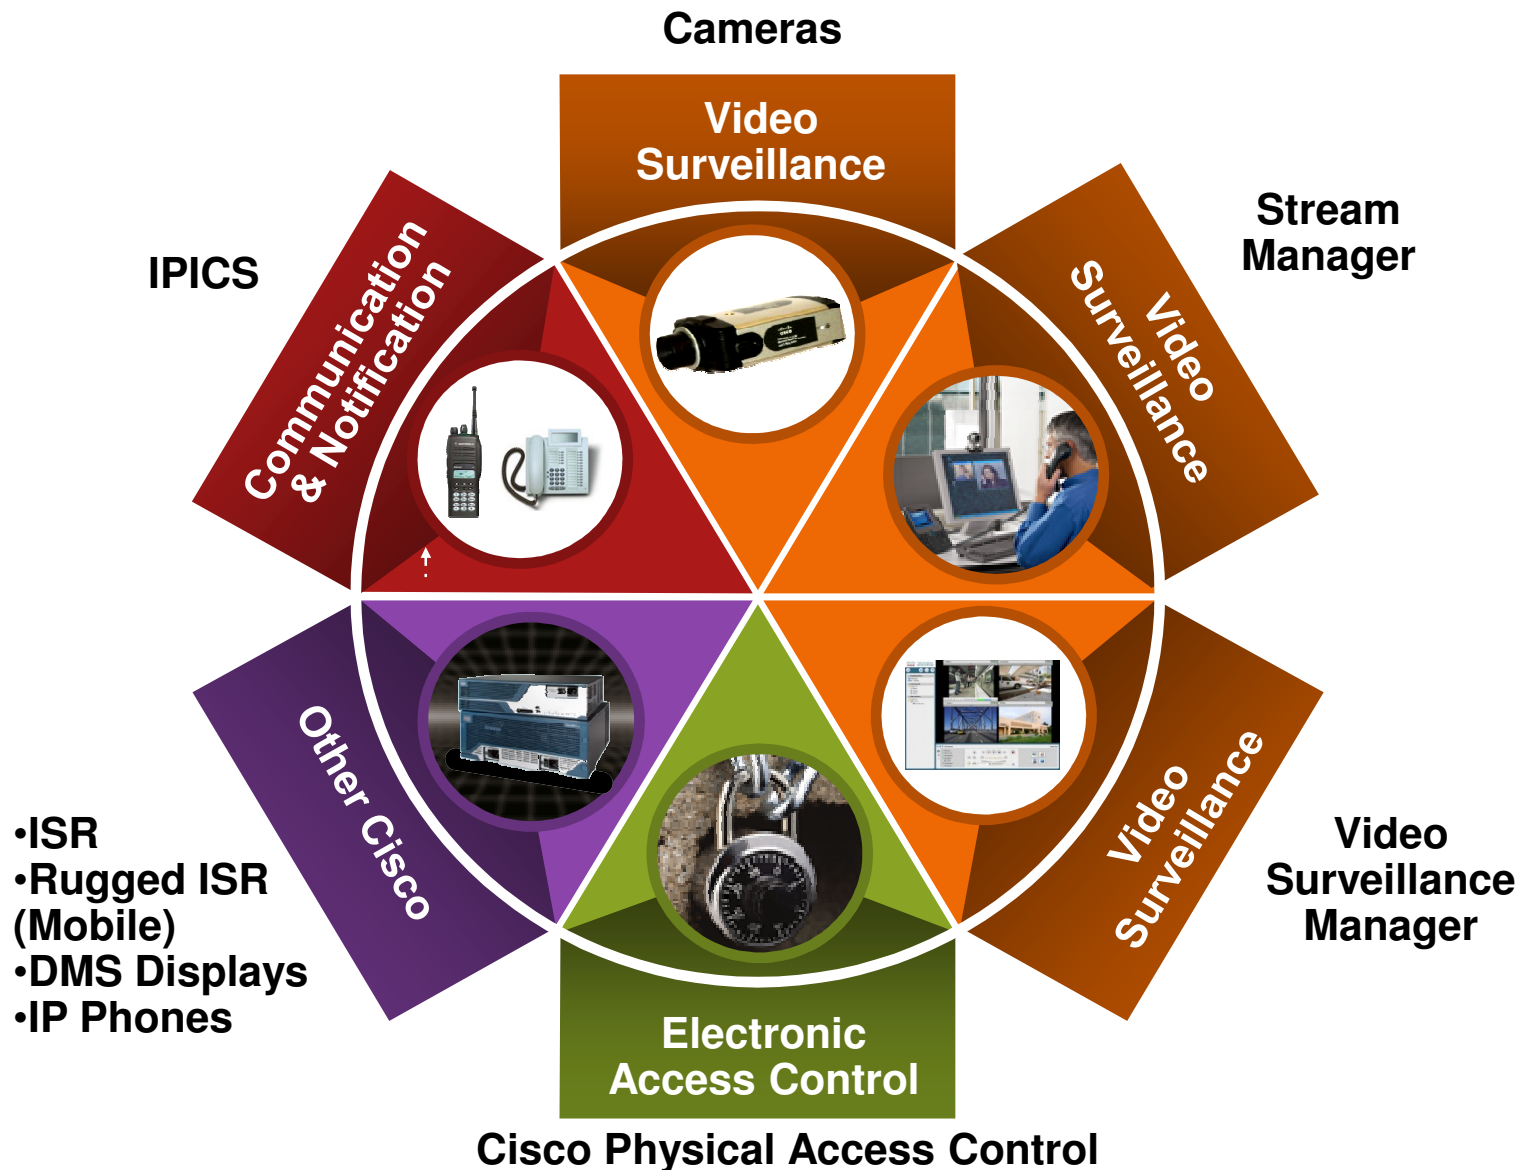 Cameras
Video
Surveillance
Stream
Manager
Video
Surveillance
Video
Surveillance
Video
Surveillance
Manager
Electronic
Access Control
Cisco Physical Access Control
Other Cisco
•ISR
•Rugged ISR
(Mobile)
•DMS Displays
•IP Phones
IPICS
Communication
& Notification